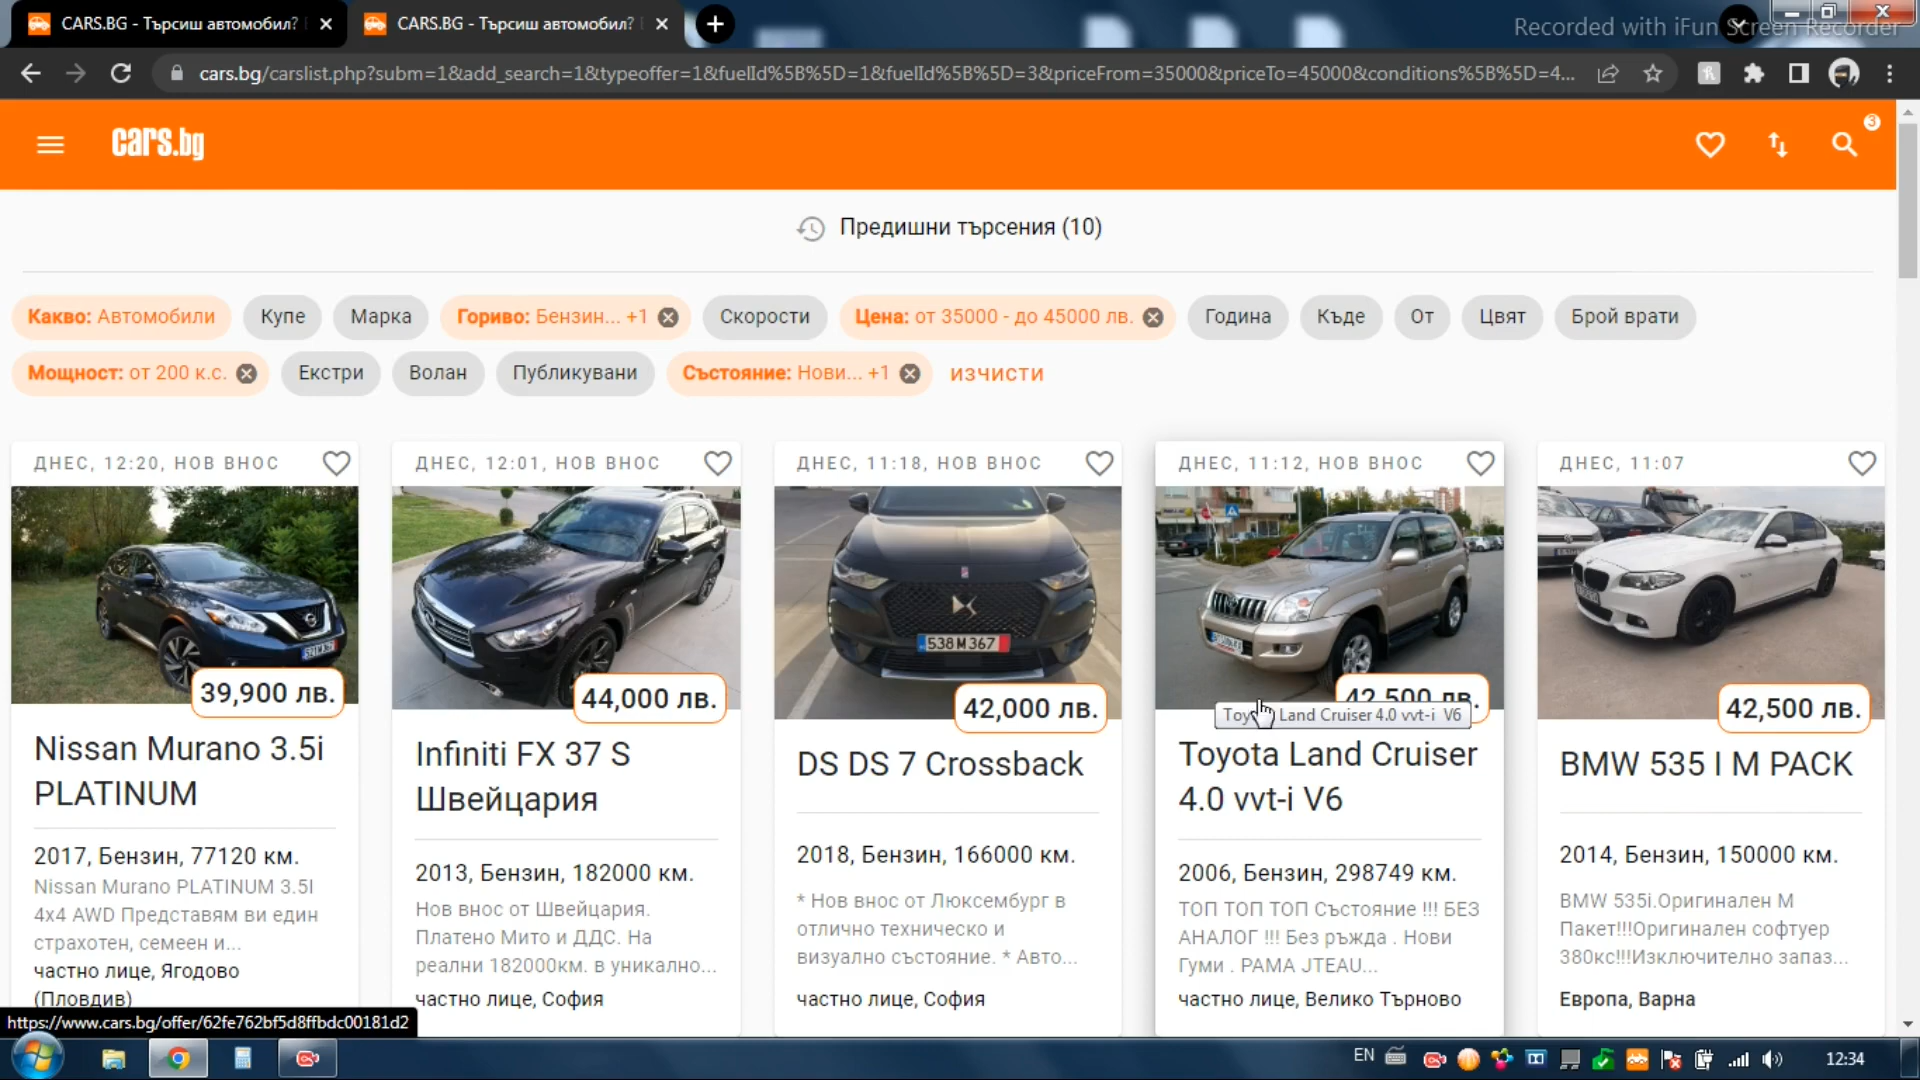 CARS.BG - Търсиш автомобил?
CARS.BG - Търсиш автомобил?
Recorded with iFun Screen Recorder
cars.bg/carslist.php?subm=1&add_search=1&typeoffer=1&fuelId%5B%5D=1&fuelId%5B%5D=3&priceFrom=35000&priceTo=45000&conditions%5B%5D=4...
cars.bg
3
Предишни търсения (10)
Какво: Автомобили Купе Марка Гориво: Бензин... +1 Скорости Цена: от 35000 - до 45000 лв. Година Къде От Цвят Брой врати
Мощност: от 200 к.с. Екстри Волан Публикувани Състояние: Нови... +1 изчисти
ДНЕС, 12:20, НОВ ВНОС
39,900 лв.
Nissan Murano 3.5i
PLATINUM
2017, Бензин, 77120 км.
Nissan Murano PLATINUM 3.5I
4x4 AWD Представям ви един
страхотен, семеен и...
частно лице, Ягодово
(Пловдив)
ДНЕС, 12:01, НОВ ВНОС
44,000 лв.
Infiniti FX 37 S
Швейцария
2013, Бензин, 182000 км.
Нов внос от Швейцария.
Платено Мито и ДДС. На
реални 182000км. в уникално...
частно лице, София
ДНЕС, 11:18, НОВ ВНОС
538 M 367
42,000 лв.
DS DS 7 Crossback
2018, Бензин, 166000 км.
* Нов внос от Люксембург в
отлично техническо и
визуално състояние. * Авто...
частно лице, София
ДНЕС, 11:12, НОВ ВНОС
42,500 лв.
Land Cruiser 4.0 vvt-i V6
Toyota Land Cruiser
4.0 vvt-i V6
2006, Бензин, 298749 км.
ТОП ТОП ТОП Състояние !!! БЕЗ
АНАЛОГ !!! Без ръжда . Нови
Гуми . РАМА JTEAU...
частно лице, Велико Търново
ДНЕС, 11:07
42,500 лв.
BMW 535 I M PACK
2014, Бензин, 150000 км.
BMW 535i.Оригинален М
Пакет!!!Оригинален софтуер
380кс!!!Изключително запаз...
Европа, Варна
https://www.cars.bg/offer/62fe762bf5d8ffbdc00181d2
EN
12:34